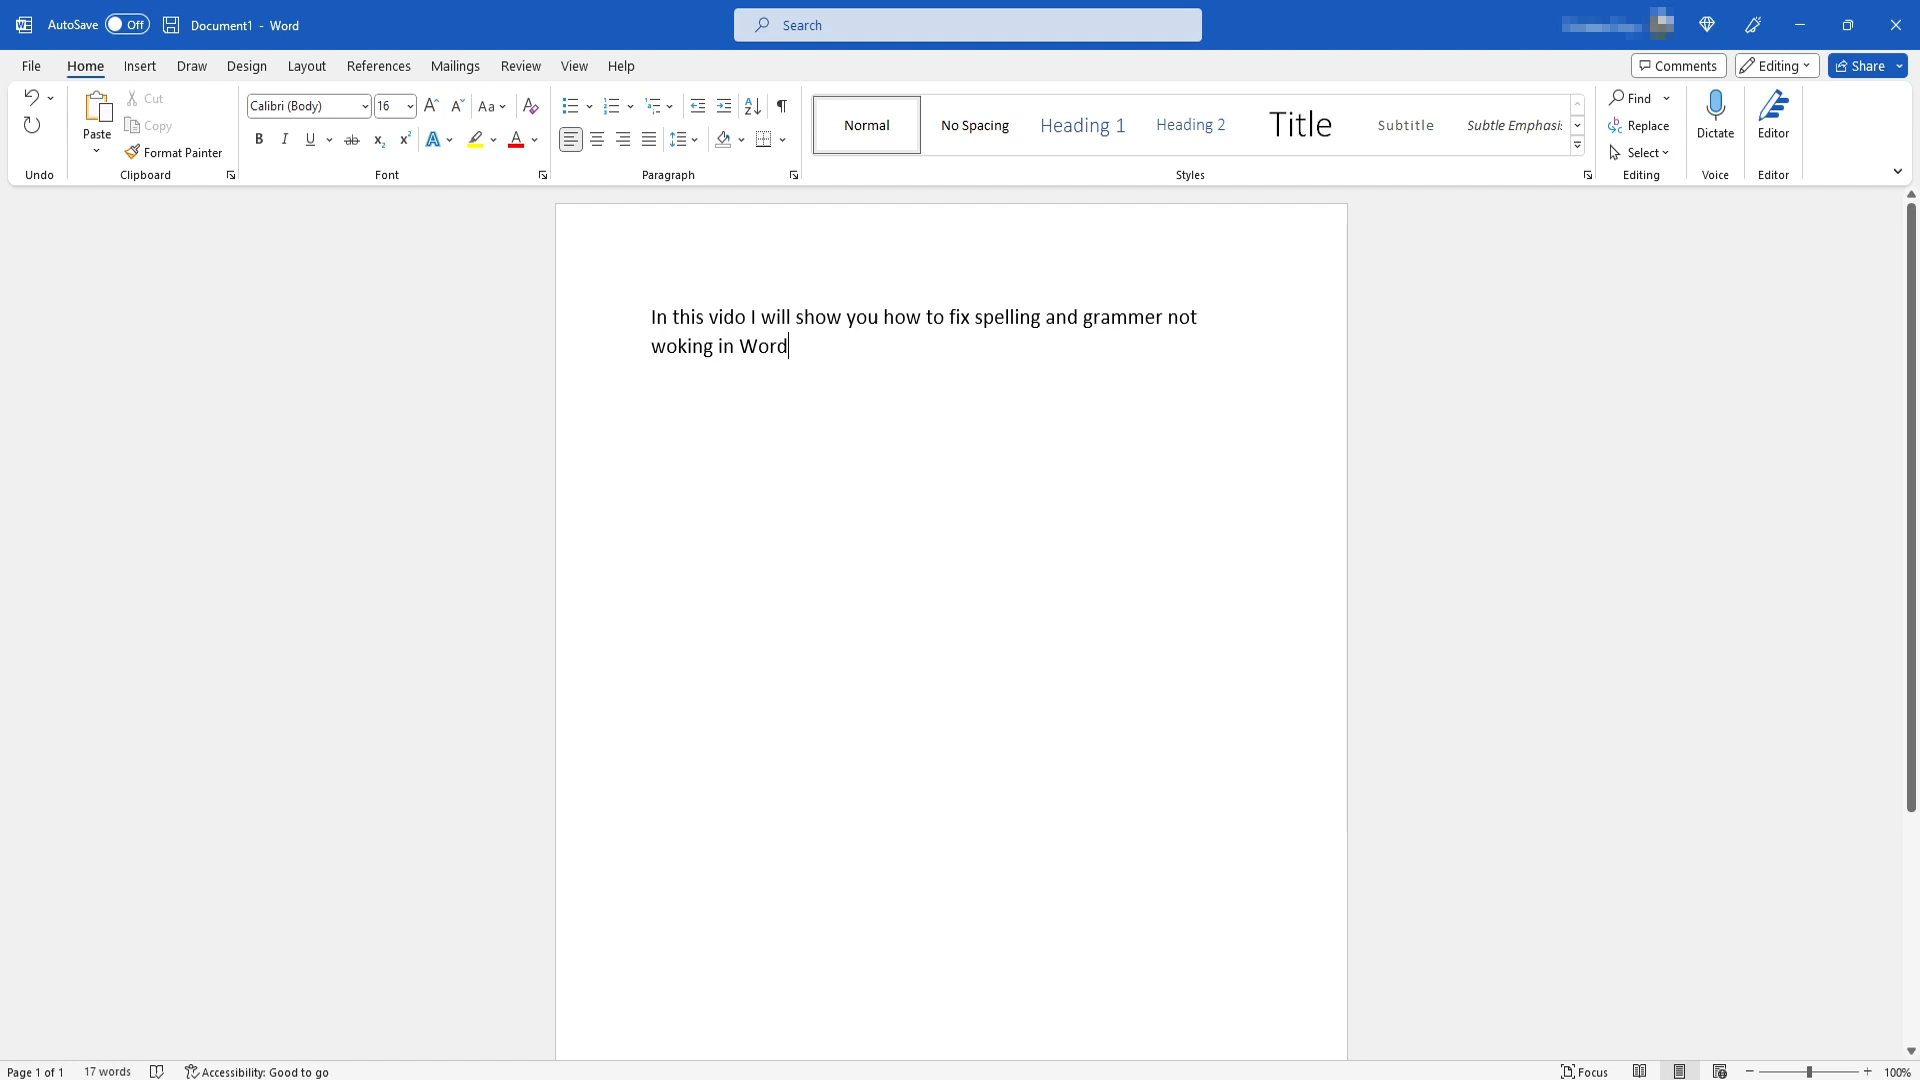 AutoSave Off Document1 - Word Search
File Home Insert Draw Design Layout References Mailings Review View Help Comments Editing Share
Paste Cut Copy Format Painter
Calibri (Body) 16 Aa
B I U ab x₂ x² A A
Normal No Spacing Heading 1 Heading 2 Title Subtitle Subtle Emphasis
Find Replace Select Dictate Editor
Undo Clipboard Font Paragraph Styles Editing Voice Editor
In this vido I will show you how to fix spelling and grammer not
woking in Word
Page 1 of 1 17 words Accessibility: Good to go Focus 100%